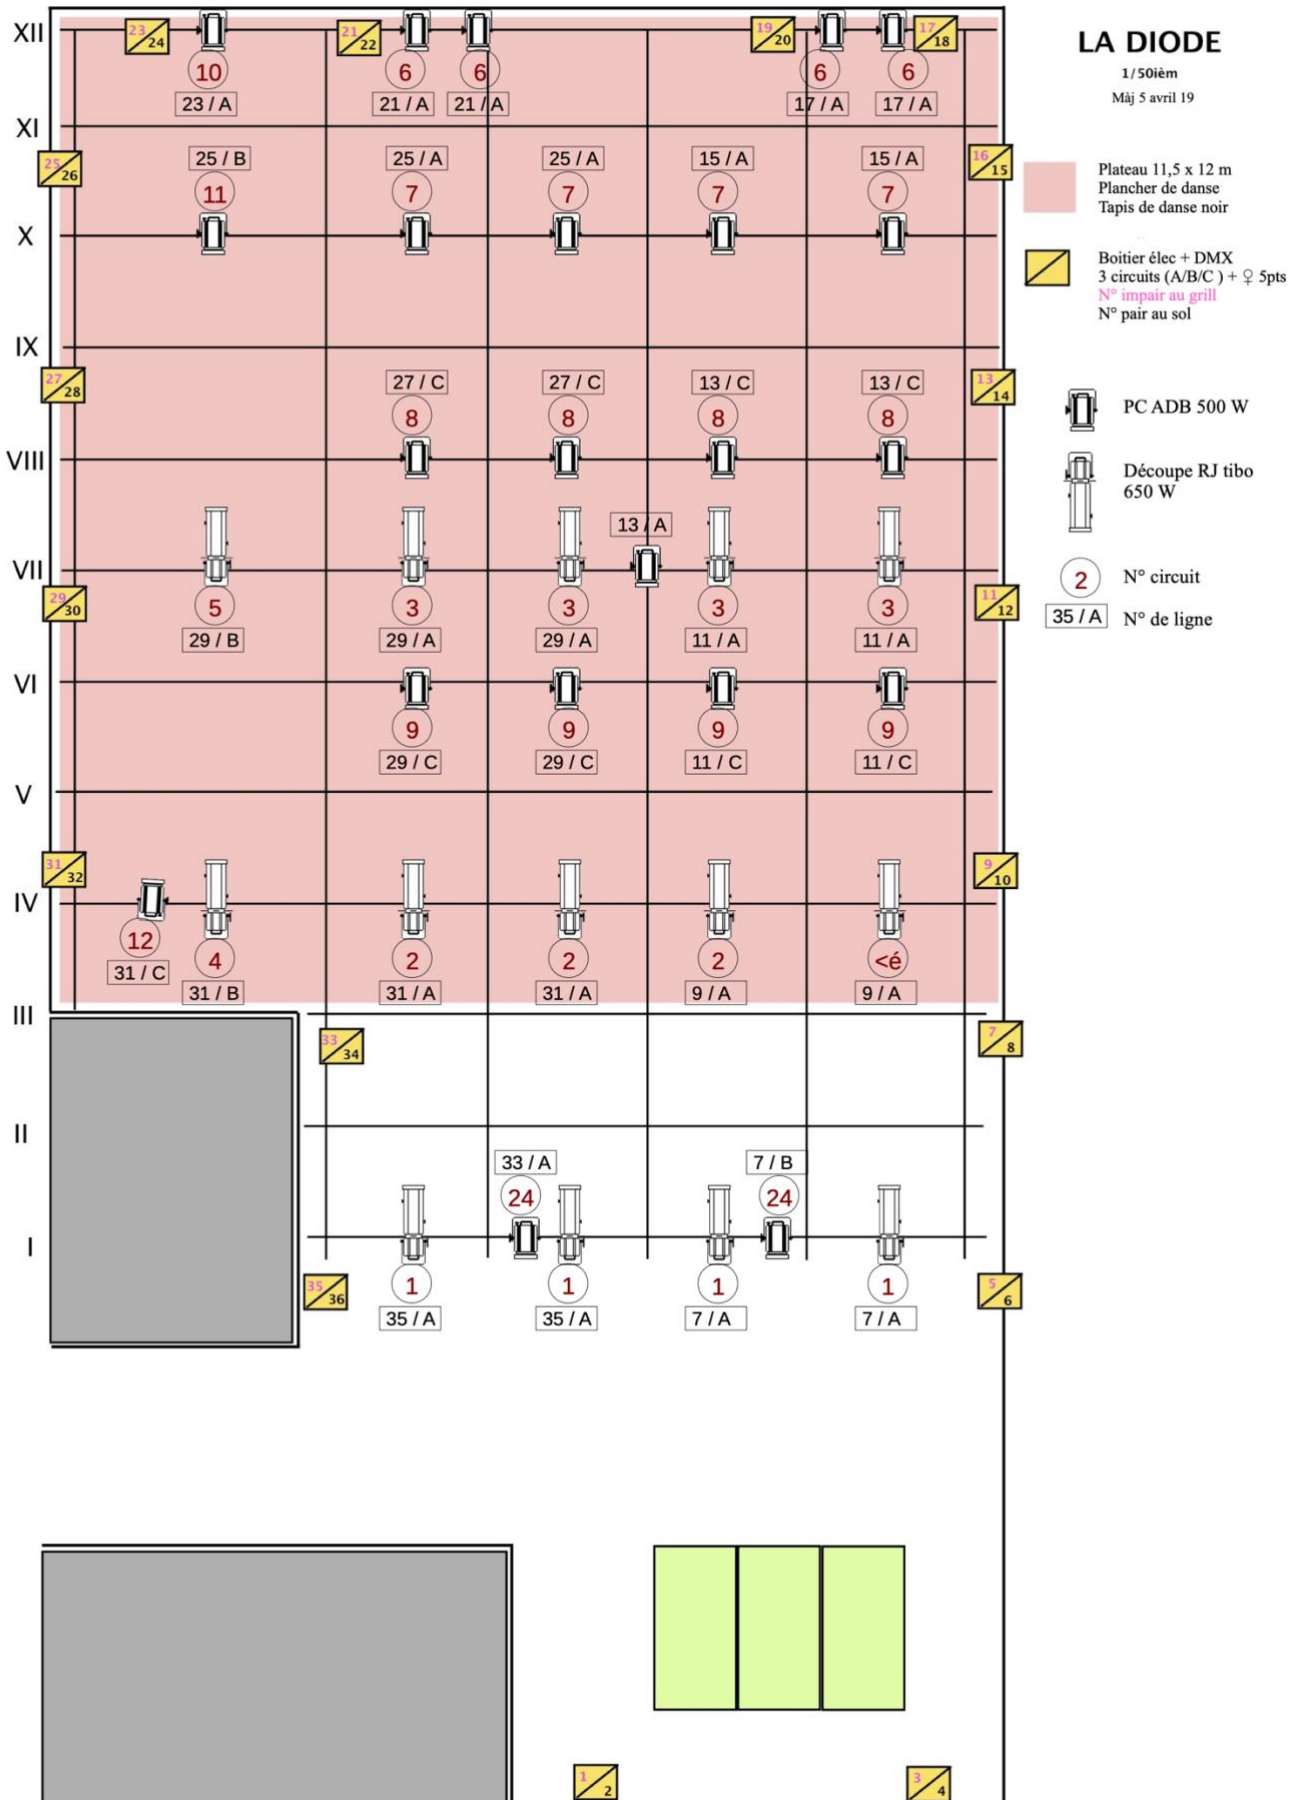 LA DIODE
1/50ièm
Màj 5 avril 19
XII
23 24
21 22
19 20
17 18
10
6
6
6
6
23 / A
21 / A
21 / A
17 / A
17 / A
XI
25 26
25 / B
25 / A
25 / A
15 / A
15 / A
16 15
11
7
7
7
7
X
Plateau 11,5 x 12 m
Plancher de danse
Tapis de danse noir
Boitier élec + DMX
3 circuits (A/B/C ) + ♀ 5pts
N° impair au grill
N° pair au sol
IX
27 28
27 / C
27 / C
13 / C
13 / C
13 14
8
8
8
8
PC ADB 500 W
VIII
Découpe RJ tibo
650 W
13 / A
VII
29 30
5
3
3
3
3
11 12
29 / B
29 / A
29 / A
11 / A
11 / A
2
N° circuit
35 / A
N° de ligne
VI
9
9
9
9
29 / C
29 / C
11 / C
11 / C
V
31 32
9 10
IV
12
4
2
2
2
<é
31 / C
31 / B
31 / A
31 / A
9 / A
9 / A
III
33 34
7 8
II
33 / A
7 / B
24
24
I
35 36
1
1
1
1
5 6
35 / A
35 / A
7 / A
7 / A
1 2
3 4